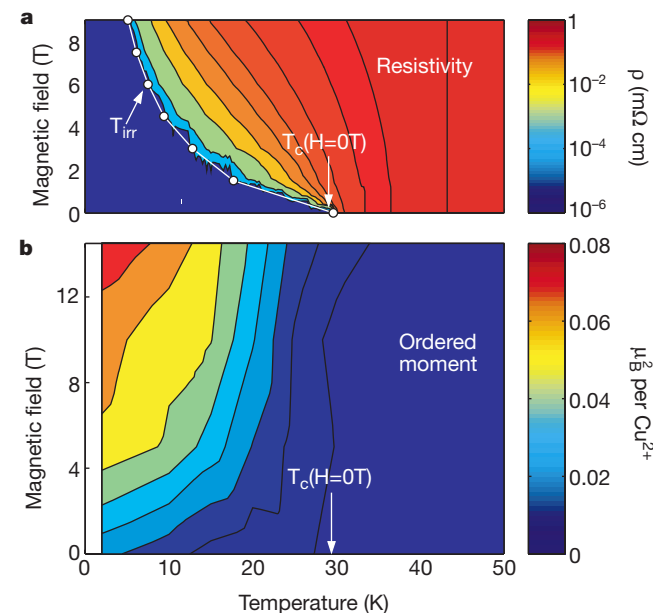 a
Magnetic field (T)
8
6
4
2
0
Resistivity
T_irr
T_c(H=0T)
1
10^-2
10^-4
10^-6
ρ (mΩ cm)
b
Magnetic field (T)
12
8
4
0
Ordered
moment
T_c(H=0T)
0 10 20 30 40 50
Temperature (K)
0.08
0.06
0.04
0.02
0
μ_B^2 per Cu^2+